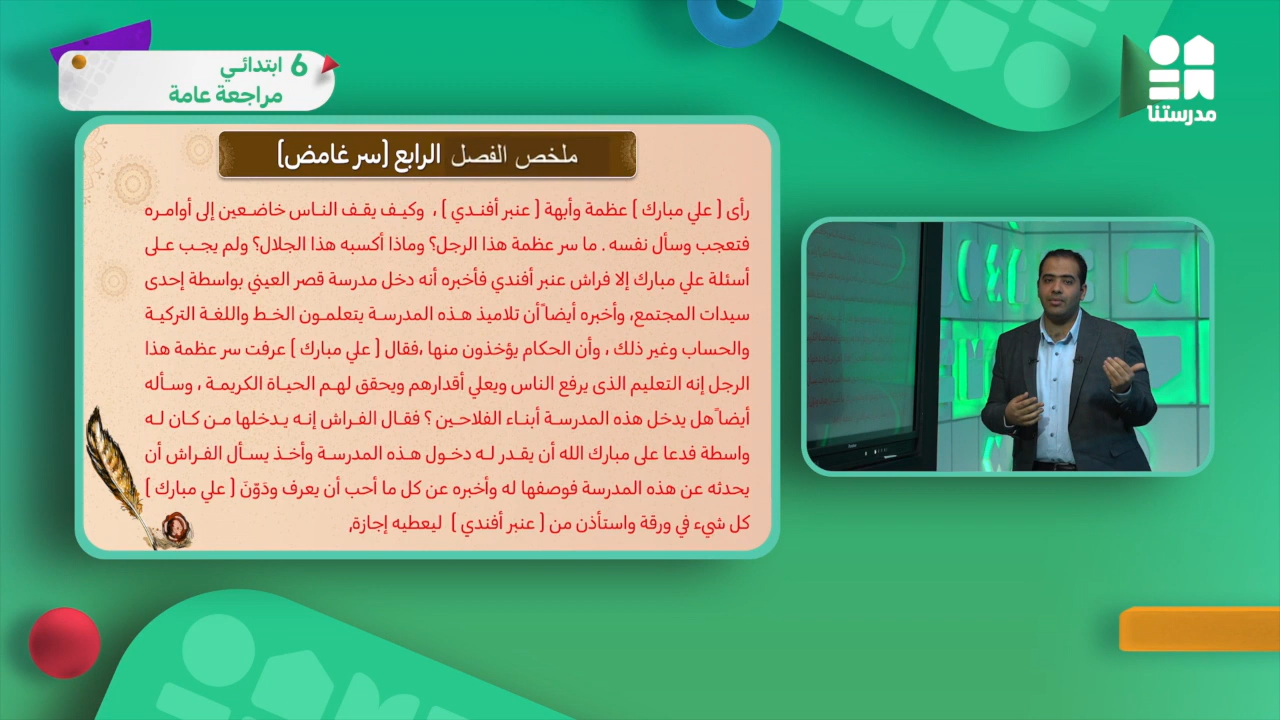 6 ابتدائي
مراجعة عامة
مدرستنا
ملخص الفصل الرابع (سر غامض)
رأى ( علي مبارك ) عظمة وأبهة ( عنبر أفندي ) ، وكيف يقف الناس خاضعين إلى أوامره
فتعجب وسأل نفسه . ما سر عظمة هذا الرجل؟ وماذا أكسبه هذا الجلال؟ ولم يجب على
أسئلة علي مبارك إلا فراش عنبر أفندي فأخبره أنه دخل مدرسة قصر العيني بواسطة إحدى
سيدات المجتمع، وأخبره أيضاً أن تلاميذ هذه المدرسة يتعلمون الخط واللغة التركية
والحساب وغير ذلك ، وأن الحكام يؤخذون منها ،فقال ( علي مبارك ) عرفت سر عظمة هذا
الرجل إنه التعليم الذى يرفع الناس ويعلي أقدارهم ويحقق لهم الحياة الكريمة ، وسأله
أيضاً هل يدخل هذه المدرسة أبناء الفلاحين ؟ فقال الفراش إنه يدخلها من كان له
واسطة فدعا على مبارك الله أن يقدر له دخول هذه المدرسة وأخذ يسأل الفراش أن
يحدثه عن هذه المدرسة فوصفها له وأخبره عن كل ما أحب أن يعرف ودَوّنَ ( علي مبارك )
كل شيء في ورقة واستأذن من ( عنبر أفندي ) ليعطيه إجازة,